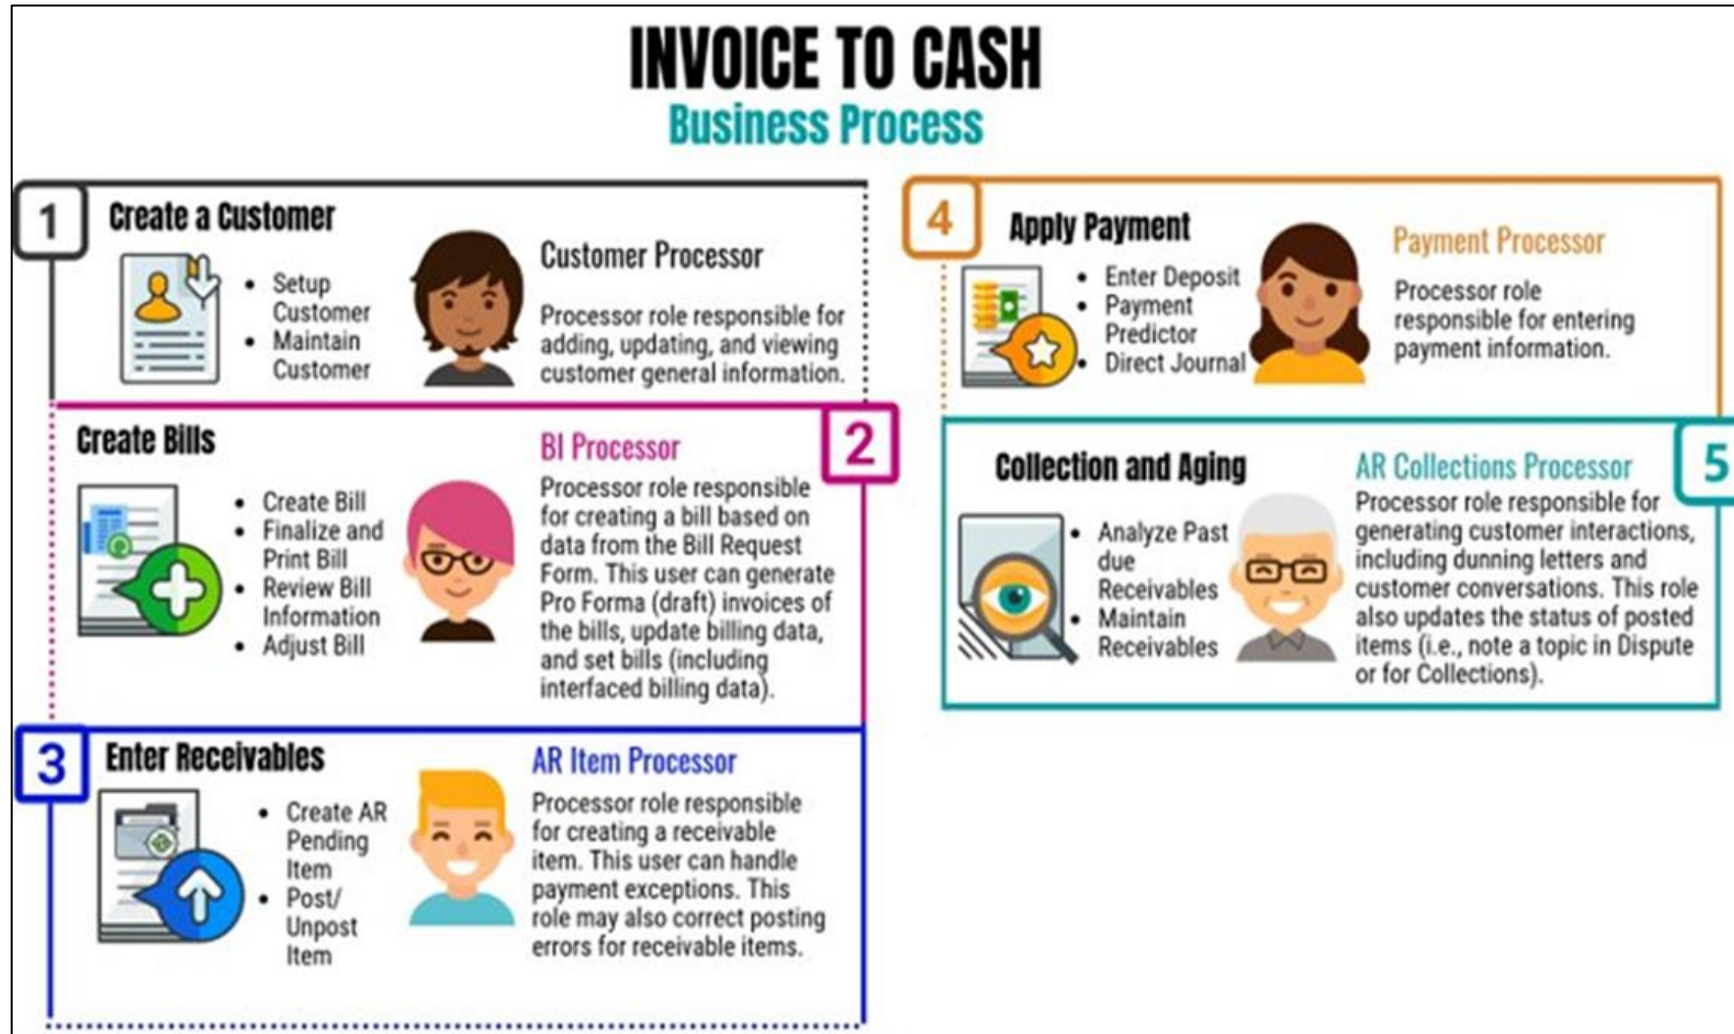 INVOICE TO CASH
Business Process
1
Create a Customer
• Setup
Customer
• Maintain
Customer
Customer Processor
Processor role responsible for
adding, updating, and viewing
customer general information.
2
Create Bills
• Create Bill
• Finalize and
Print Bill
• Review Bill
Information
• Adjust Bill
BI Processor
Processor role responsible
for creating a bill based on
data from the Bill Request
Form. This user can generate
Pro Forma (draft) invoices of
the bills, update billing data,
and set bills (including
interfaced billing data).
3
Enter Receivables
• Create AR
Pending
Item
• Post/
Unpost
Item
AR Item Processor
Processor role responsible
for creating a receivable
item. This user can handle
payment exceptions. This
role may also correct posting
errors for receivable items.
4
Apply Payment
• Enter Deposit
• Payment
Predictor
• Direct Journal
Payment Processor
Processor role
responsible for entering
payment information.
5
Collection and Aging
• Analyze Past
due
Receivables
• Maintain
Receivables
AR Collections Processor
Processor role responsible for
generating customer interactions,
including dunning letters and
customer conversations. This role
also updates the status of posted
items (i.e., note a topic in Dispute
or for Collections).